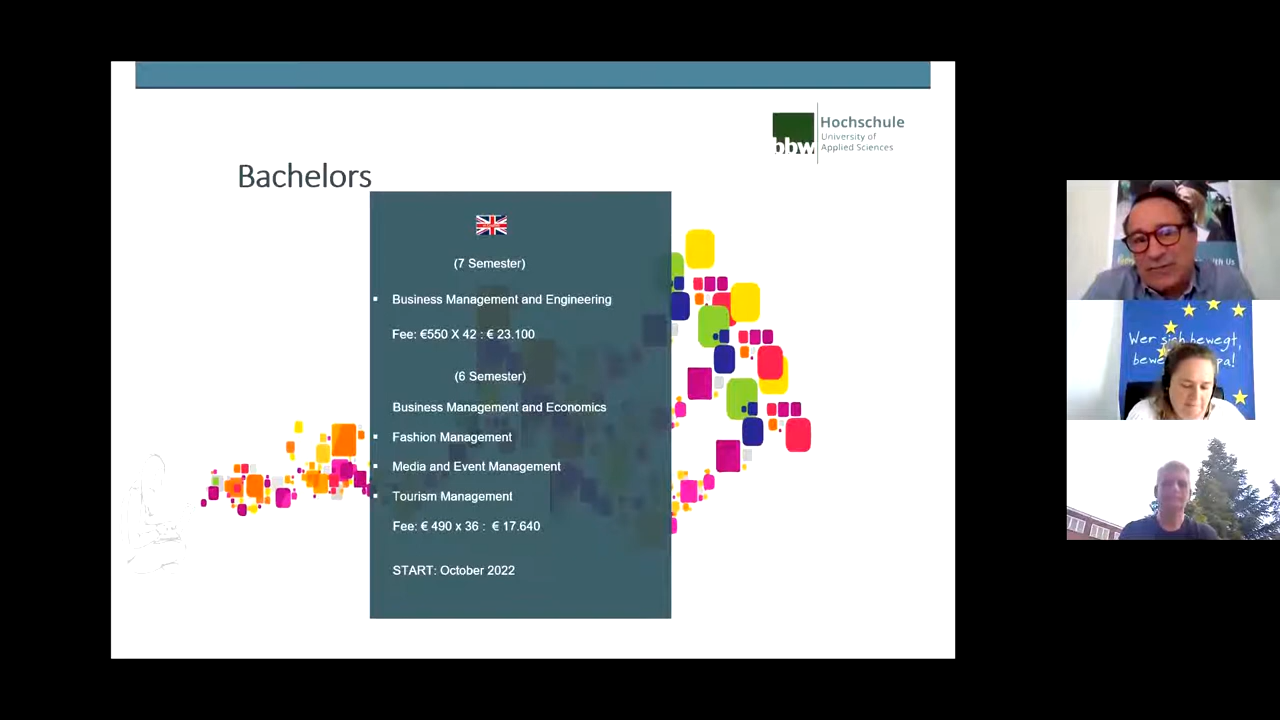 Hochschule
University of
Applied Sciences
bbw
Bachelors
(7 Semester)
▪ Business Management and Engineering
Fee: €550 X 42 : € 23.100
(6 Semester)
Business Management and Economics
▪ Fashion Management
▪ Media and Event Management
▪ Tourism Management
Fee: € 490 x 36 : € 17.640
START: October 2022
With Us
Wer sich bewegt,